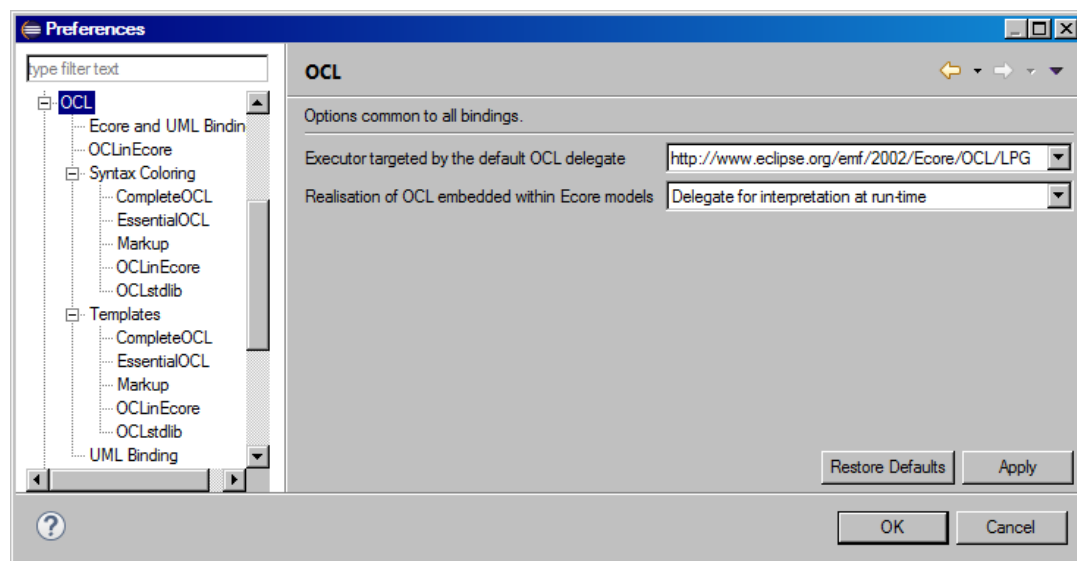 Preferences
type filter text
OCL
OCL
Ecore and UML Bindin
OCLinEcore
Syntax Coloring
CompleteOCL
EssentialOCL
Markup
OCLinEcore
OCLstdlib
Templates
CompleteOCL
EssentialOCL
Markup
OCLinEcore
OCLstdlib
UML Binding
Options common to all bindings.
Executor targeted by the default OCL delegate http://www.eclipse.org/emf/2002/Ecore/OCL/LPG
Realisation of OCL embedded within Ecore models Delegate for interpretation at run-time
Restore Defaults Apply
? OK Cancel